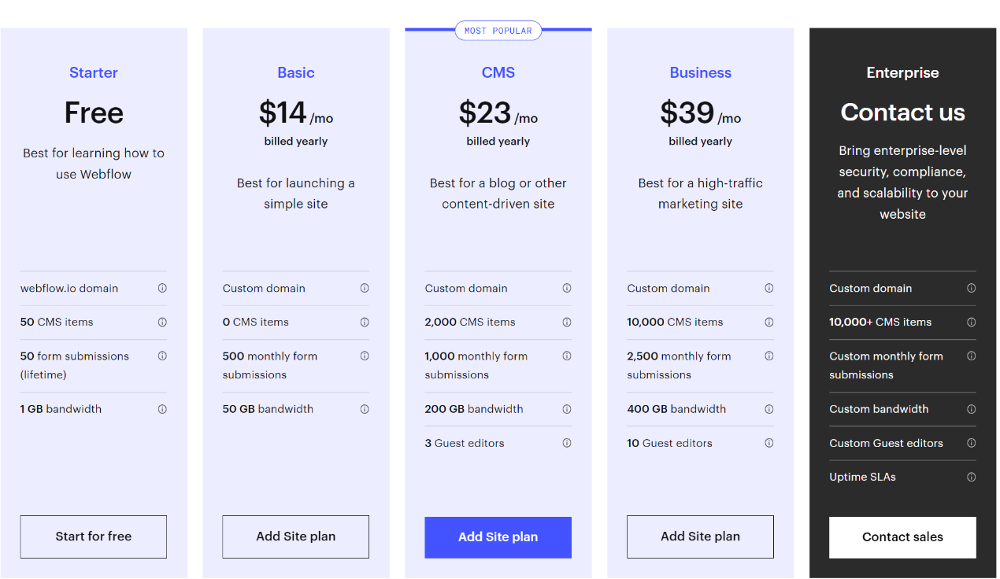 MOST POPULAR
Starter
Free
Best for learning how to
use Webflow
webflow.io domain
50 CMS items
50 form submissions
(lifetime)
1 GB bandwidth
Start for free
Basic
$14 /mo
billed yearly
Best for launching a
simple site
Custom domain
0 CMS items
500 monthly form
submissions
50 GB bandwidth
Add Site plan
CMS
$23 /mo
billed yearly
Best for a blog or other
content-driven site
Custom domain
2,000 CMS items
1,000 monthly form
submissions
200 GB bandwidth
3 Guest editors
Add Site plan
Business
$39 /mo
billed yearly
Best for a high-traffic
marketing site
Custom domain
10,000 CMS items
2,500 monthly form
submissions
400 GB bandwidth
10 Guest editors
Add Site plan
Enterprise
Contact us
Bring enterprise-level
security, compliance,
and scalability to your
website
Custom domain
10,000+ CMS items
Custom monthly form
submissions
Custom bandwidth
Custom Guest editors
Uptime SLAs
Contact sales